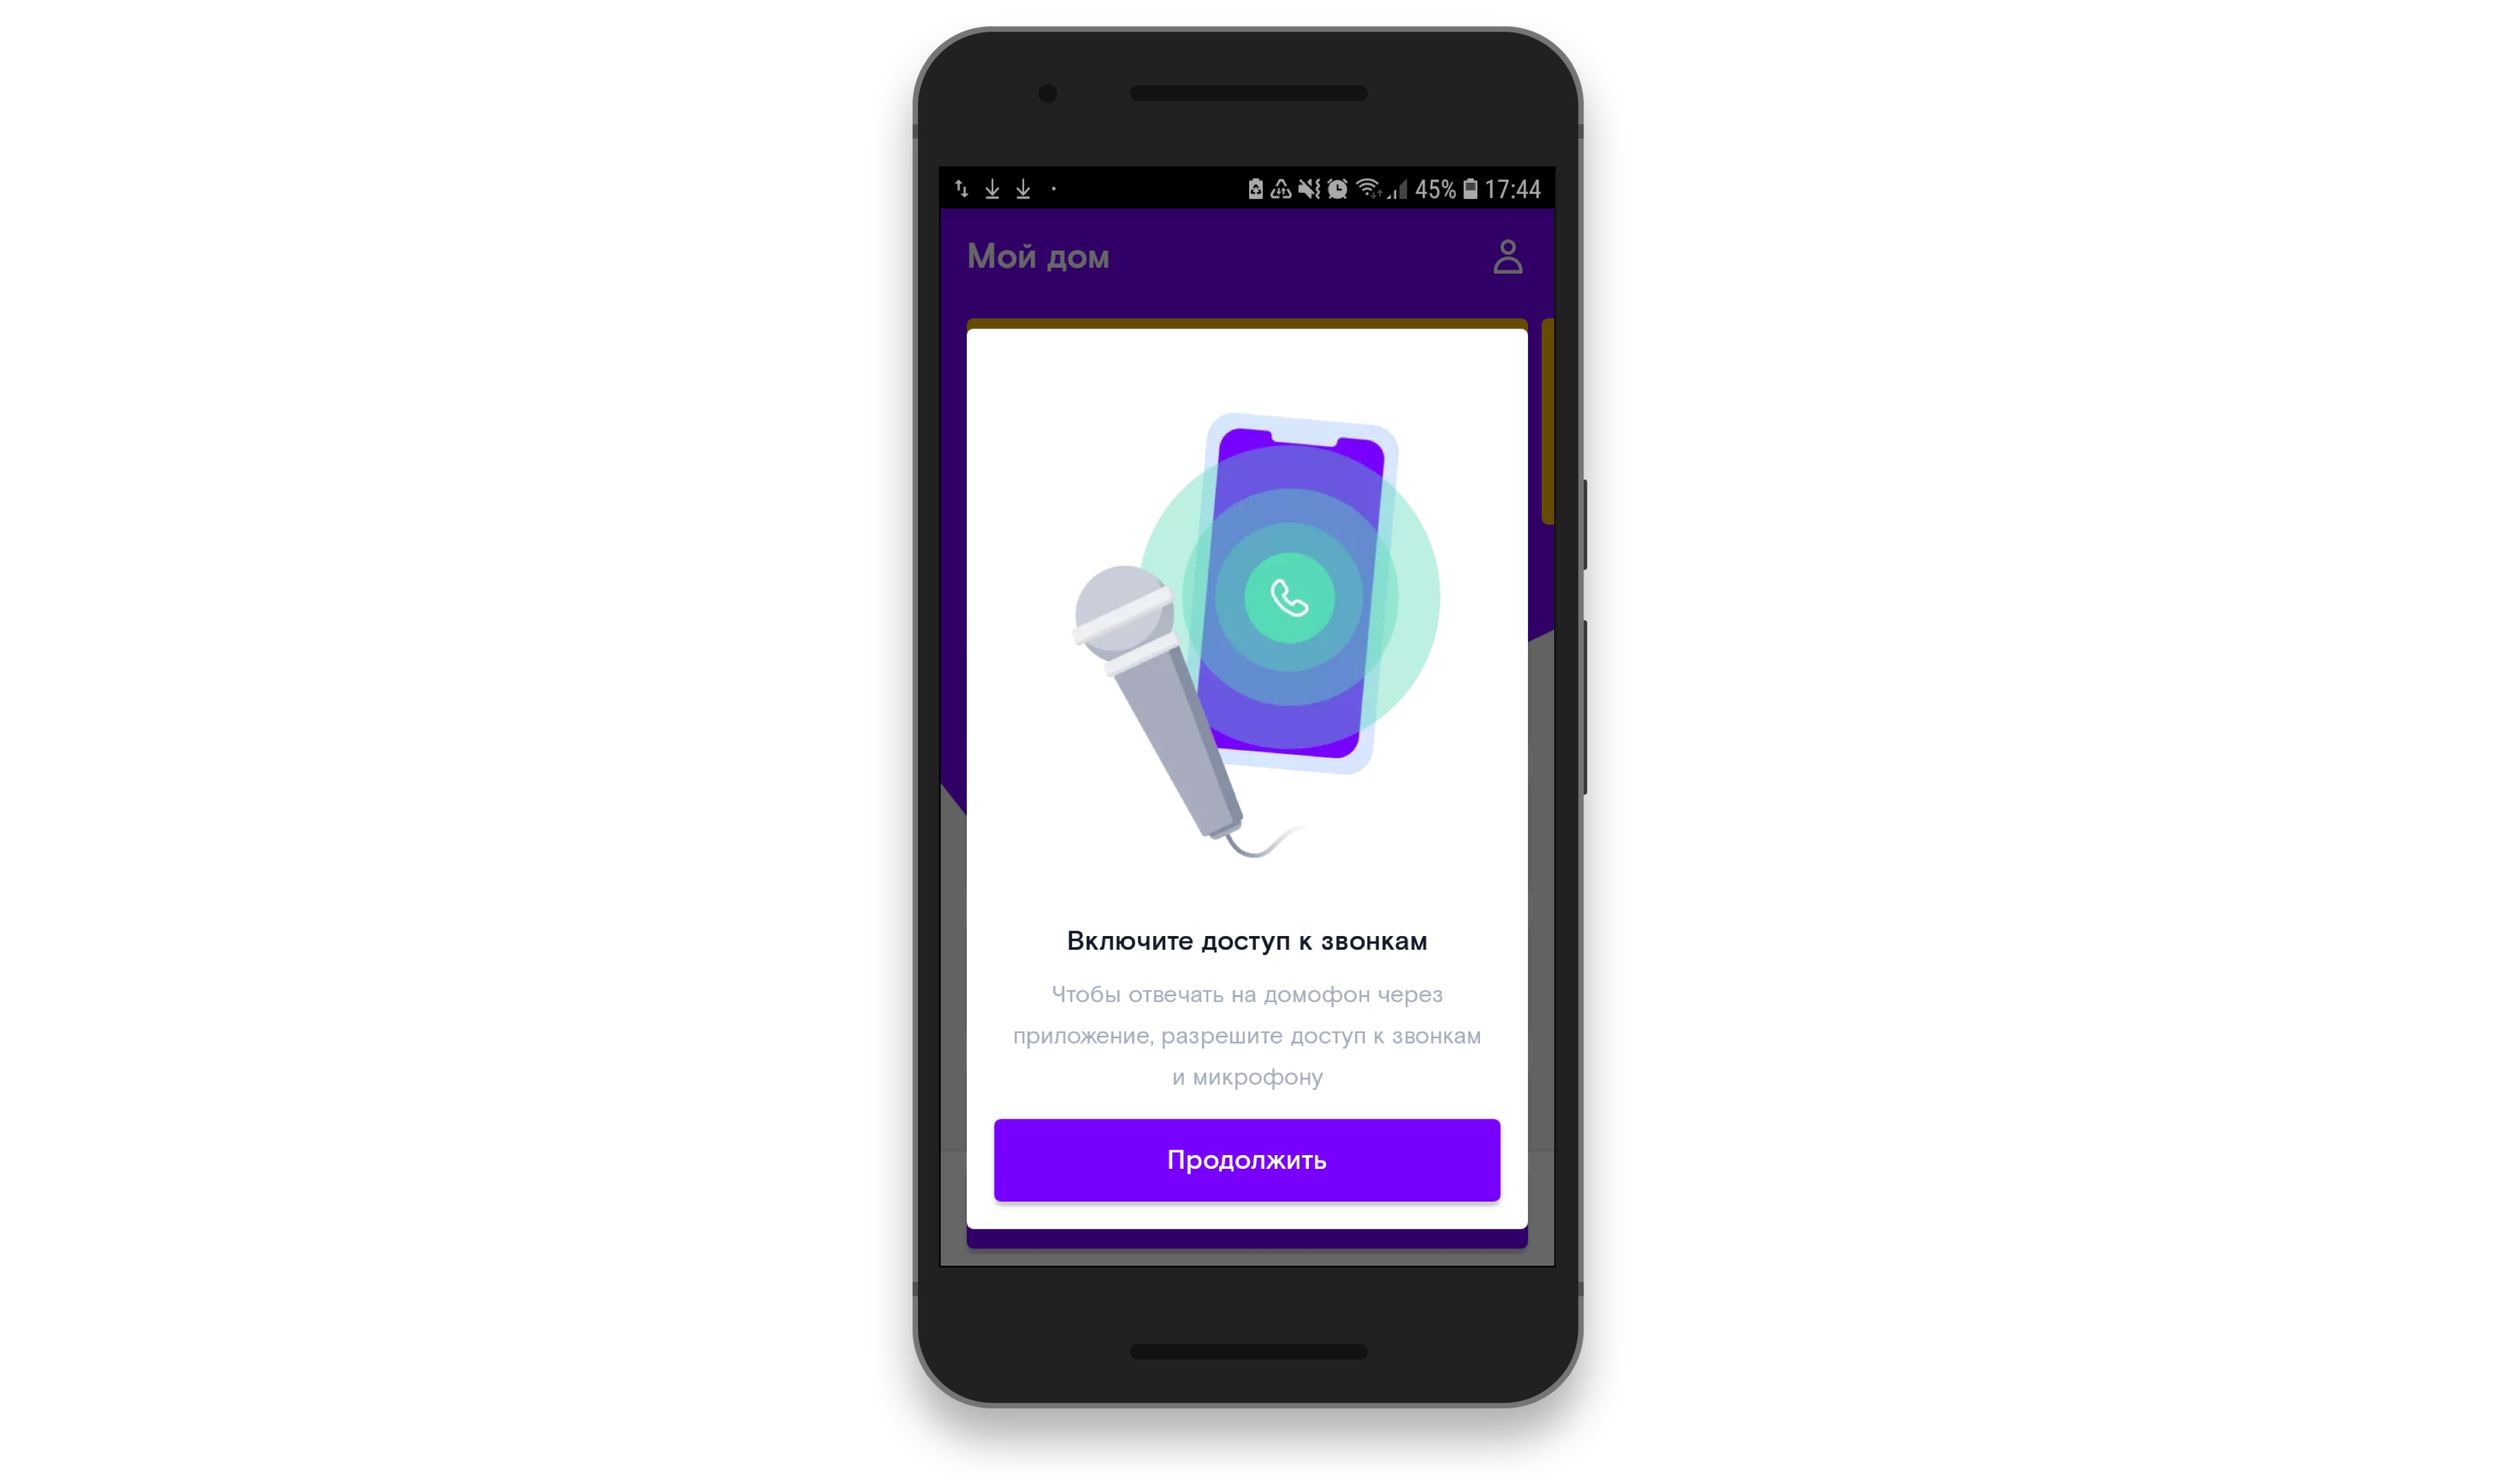 45% 17:44
Мой дом
Включите доступ к звонкам
Чтобы отвечать на домофон через
приложение, разрешите доступ к звонкам
и микрофону
Продолжить